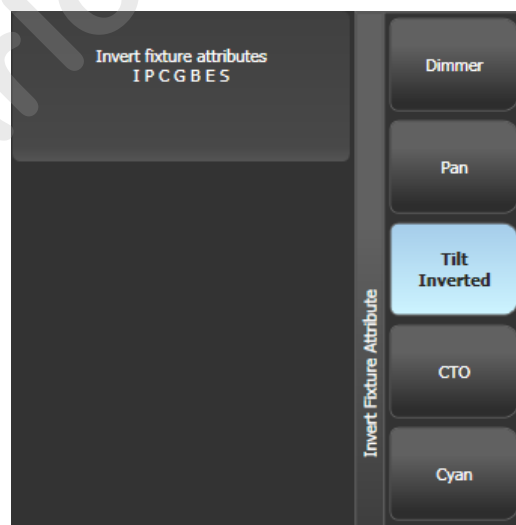 Invert fixture attributes
I P C G B E S
Invert Fixture Attribute
Dimmer
Pan
Tilt
Inverted
CTO
Cyan